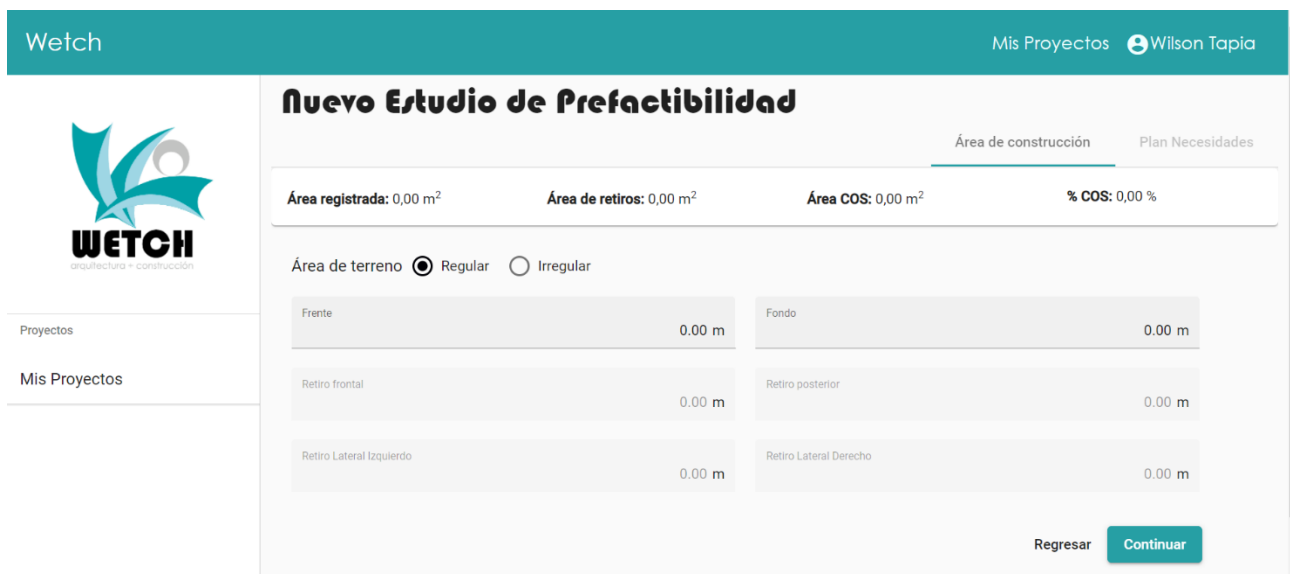 Wetch
Mis Proyectos Wilson Tapia
Nuevo Estudio de Prefactibilidad
Área de construcción Plan Necesidades
Área registrada: 0,00 m² Área de retiros: 0,00 m² Área COS: 0,00 m² % COS: 0,00 %
WETCH
arquitectura + construcción
Área de terreno Regular Irregular
Frente
0.00 m
Fondo
0.00 m
Proyectos
Mis Proyectos
Retiro frontal
0.00 m
Retiro posterior
0.00 m
Retiro Lateral Izquierdo
0.00 m
Retiro Lateral Derecho
0.00 m
Regresar Continuar